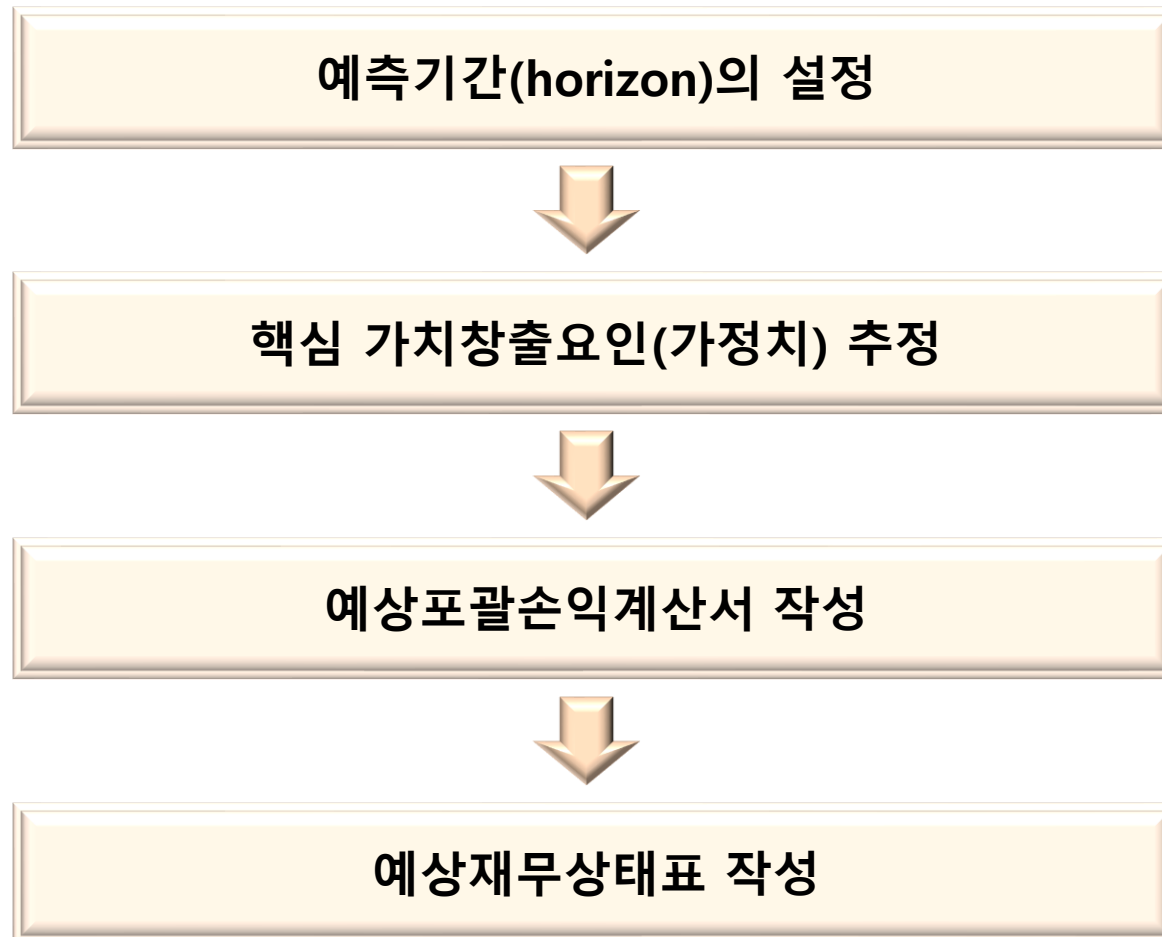 예측기간(horizon)의 설정
핵심 가치창출요인(가정치) 추정
예상포괄손익계산서 작성
예상재무상태표 작성